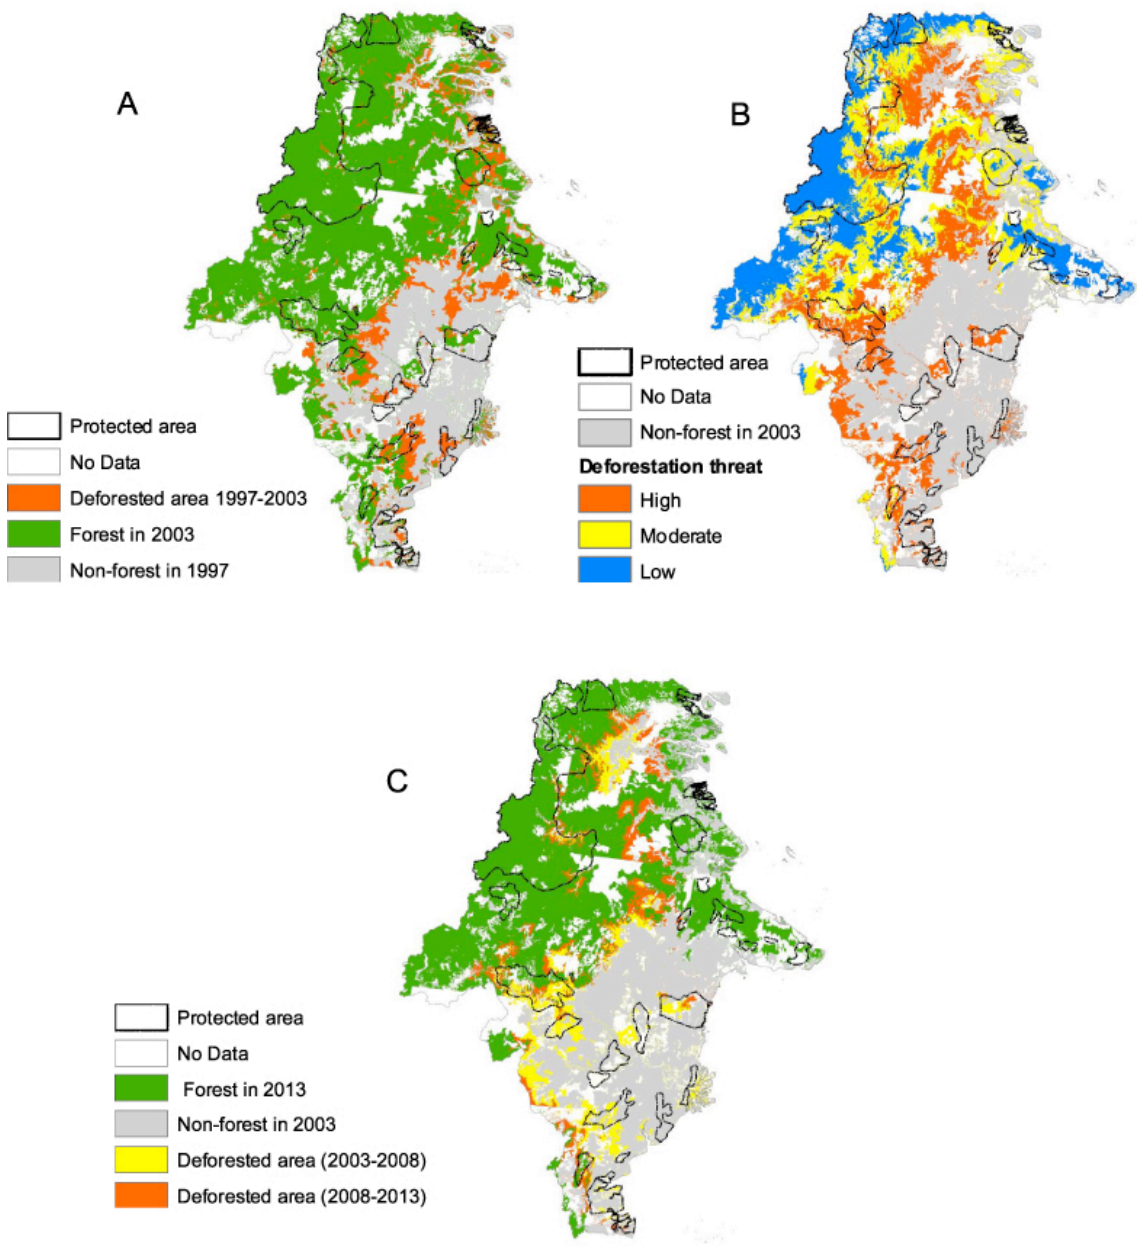 A
Protected area
No Data
Deforested area 1997-2003
Forest in 2003
Non-forest in 1997
B
Protected area
No Data
Non-forest in 2003
Deforestation threat
High
Moderate
Low
C
Protected area
No Data
Forest in 2013
Non-forest in 2003
Deforested area (2003-2008)
Deforested area (2008-2013)